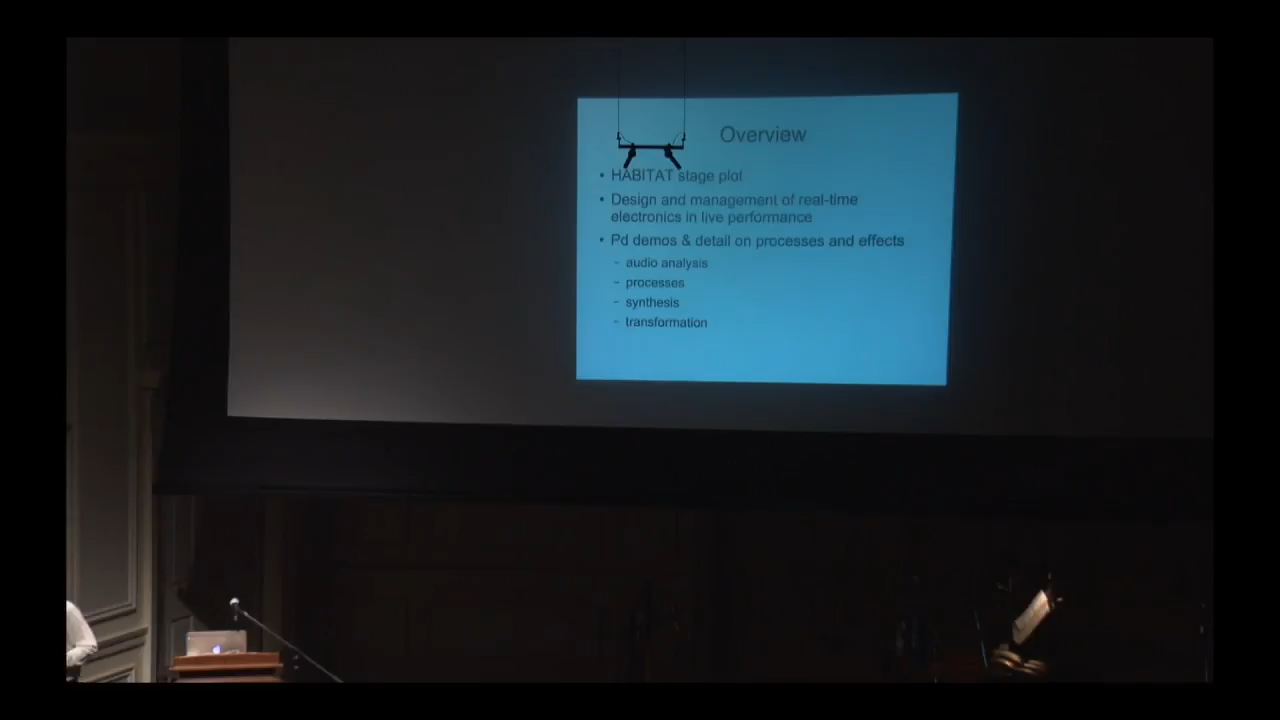 Overview
• HABITAT stage plot
• Design and management of real-time
electronics in live performance
• Pd demos & detail on processes and effects
– audio analysis
– processes
– synthesis
– transformation